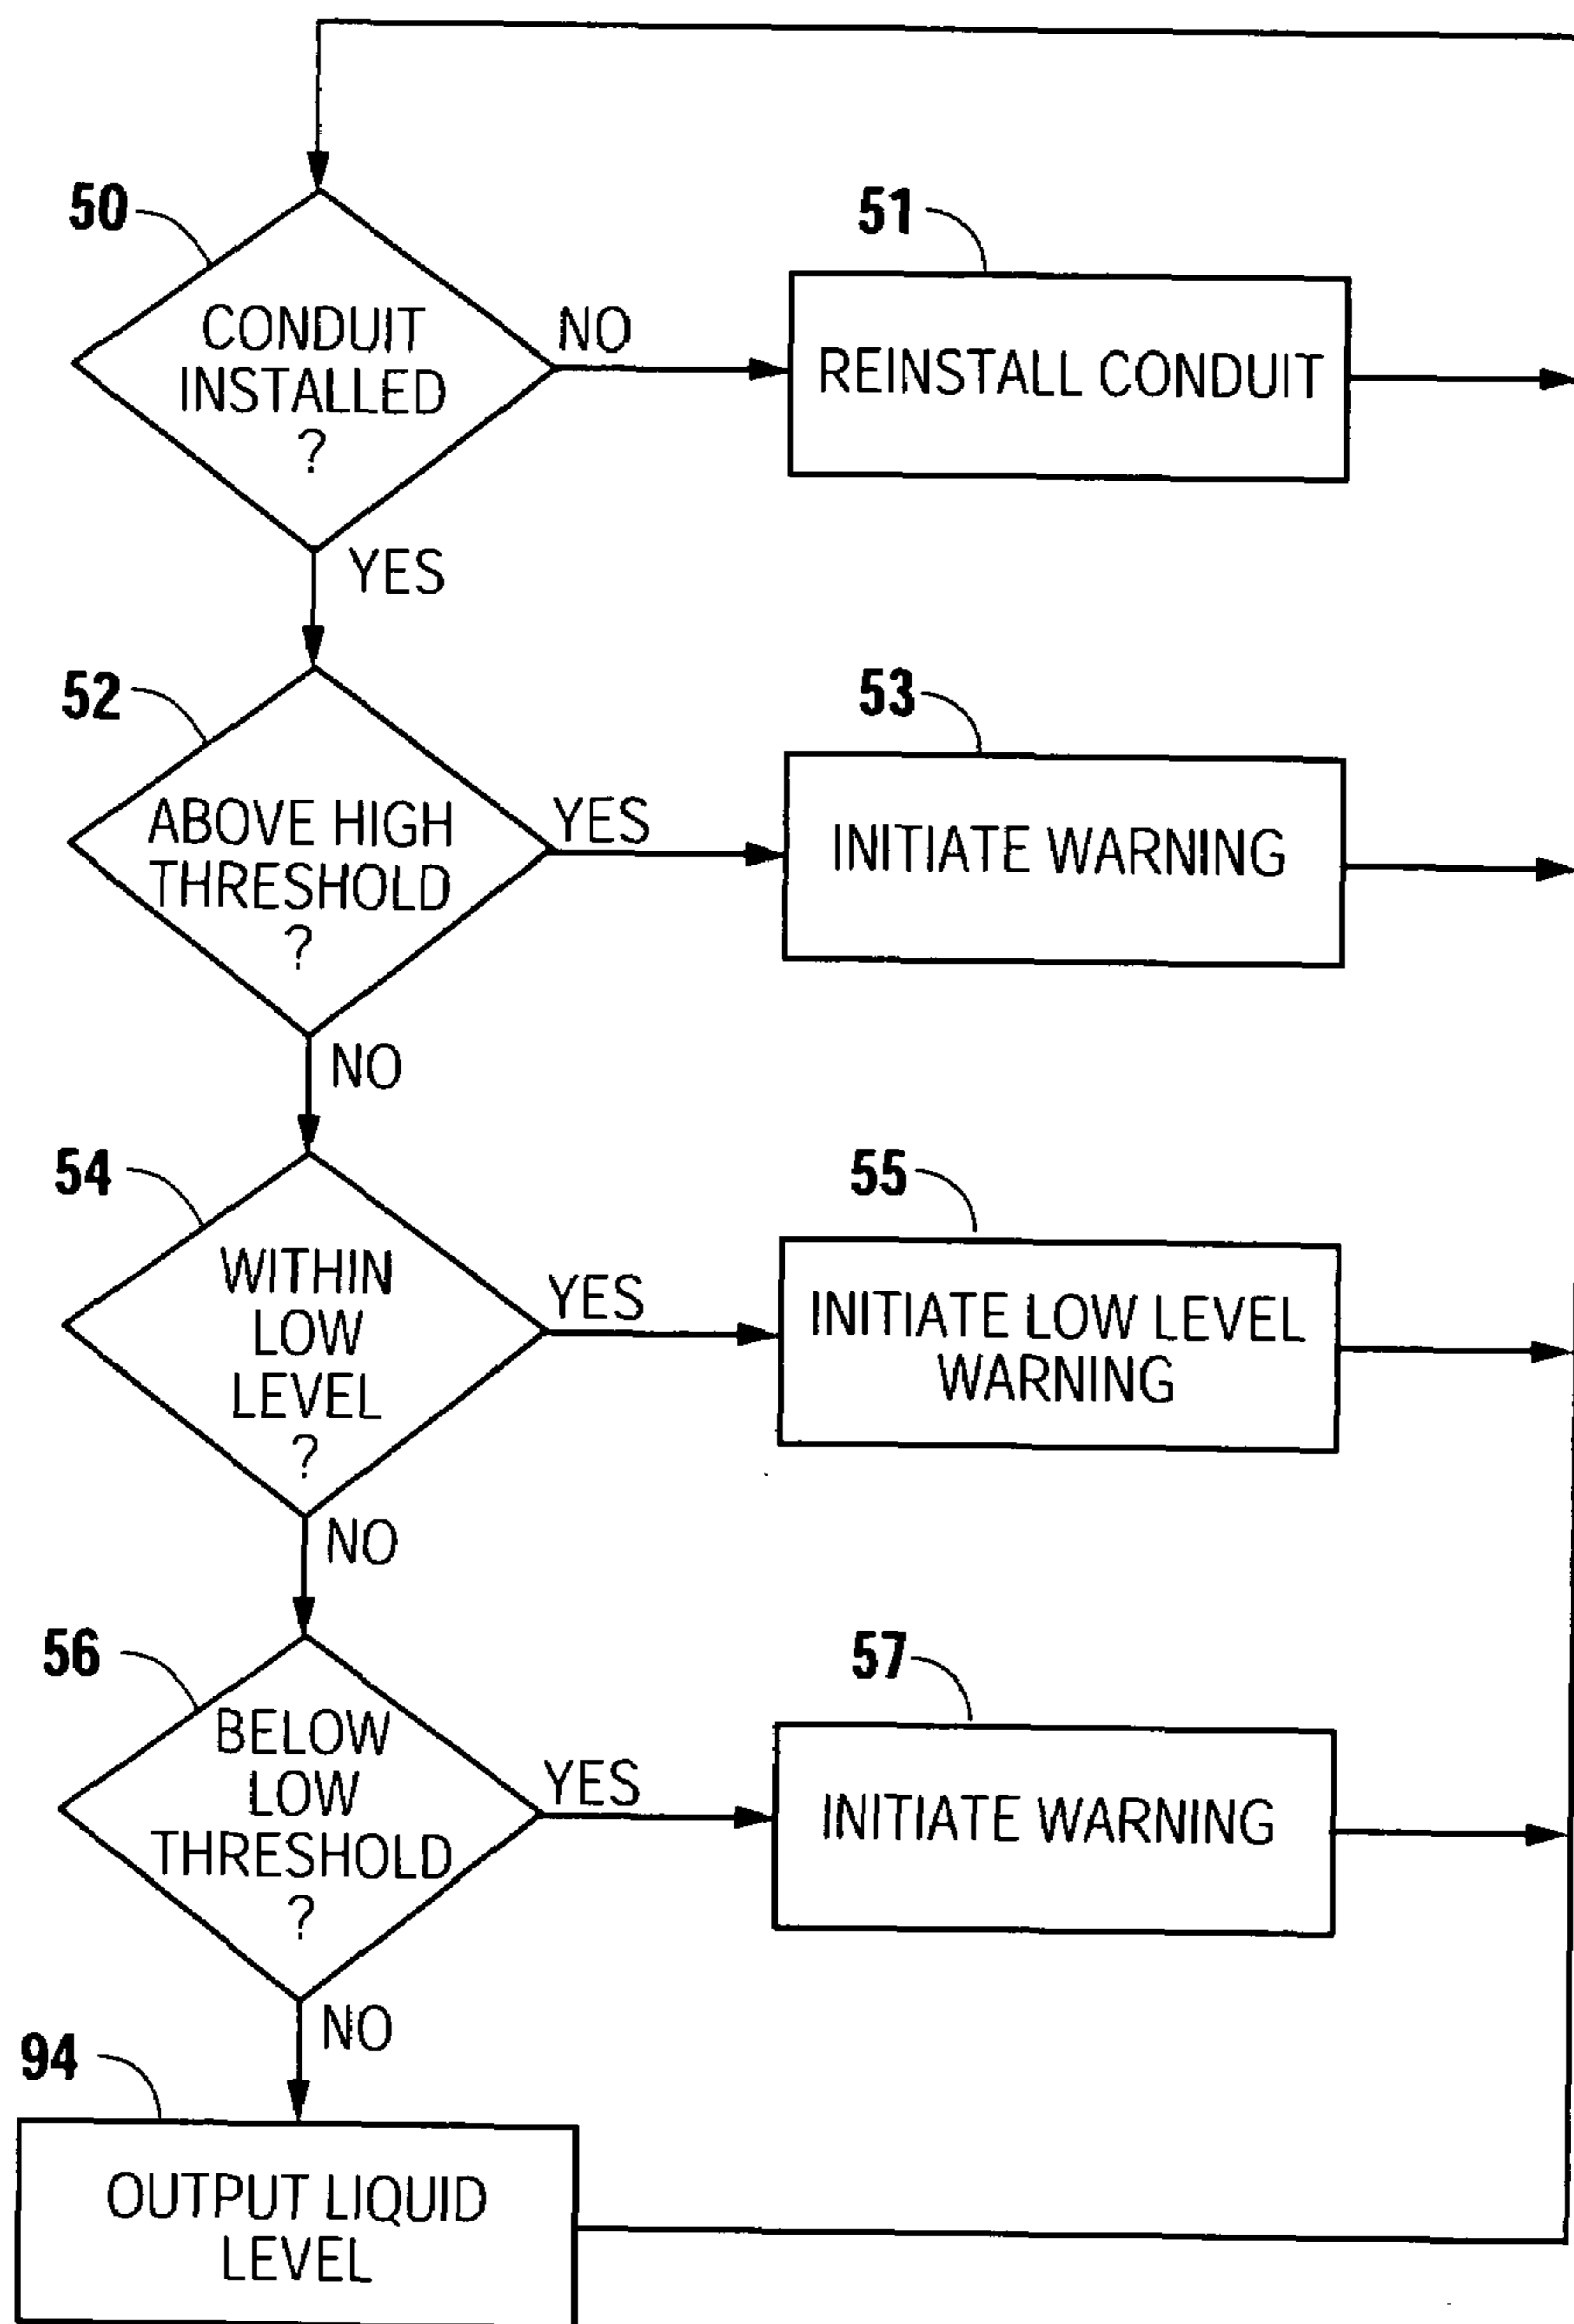 50
CONDUIT
INSTALLED
?
NO
51
REINSTALL CONDUIT
YES
52
ABOVE HIGH
THRESHOLD
?
YES
53
INITIATE WARNING
NO
54
WITHIN
LOW
LEVEL
?
YES
55
INITIATE LOW LEVEL
WARNING
NO
56
BELOW
LOW
THRESHOLD
?
YES
57
INITIATE WARNING
NO
94
OUTPUT LIQUID
LEVEL